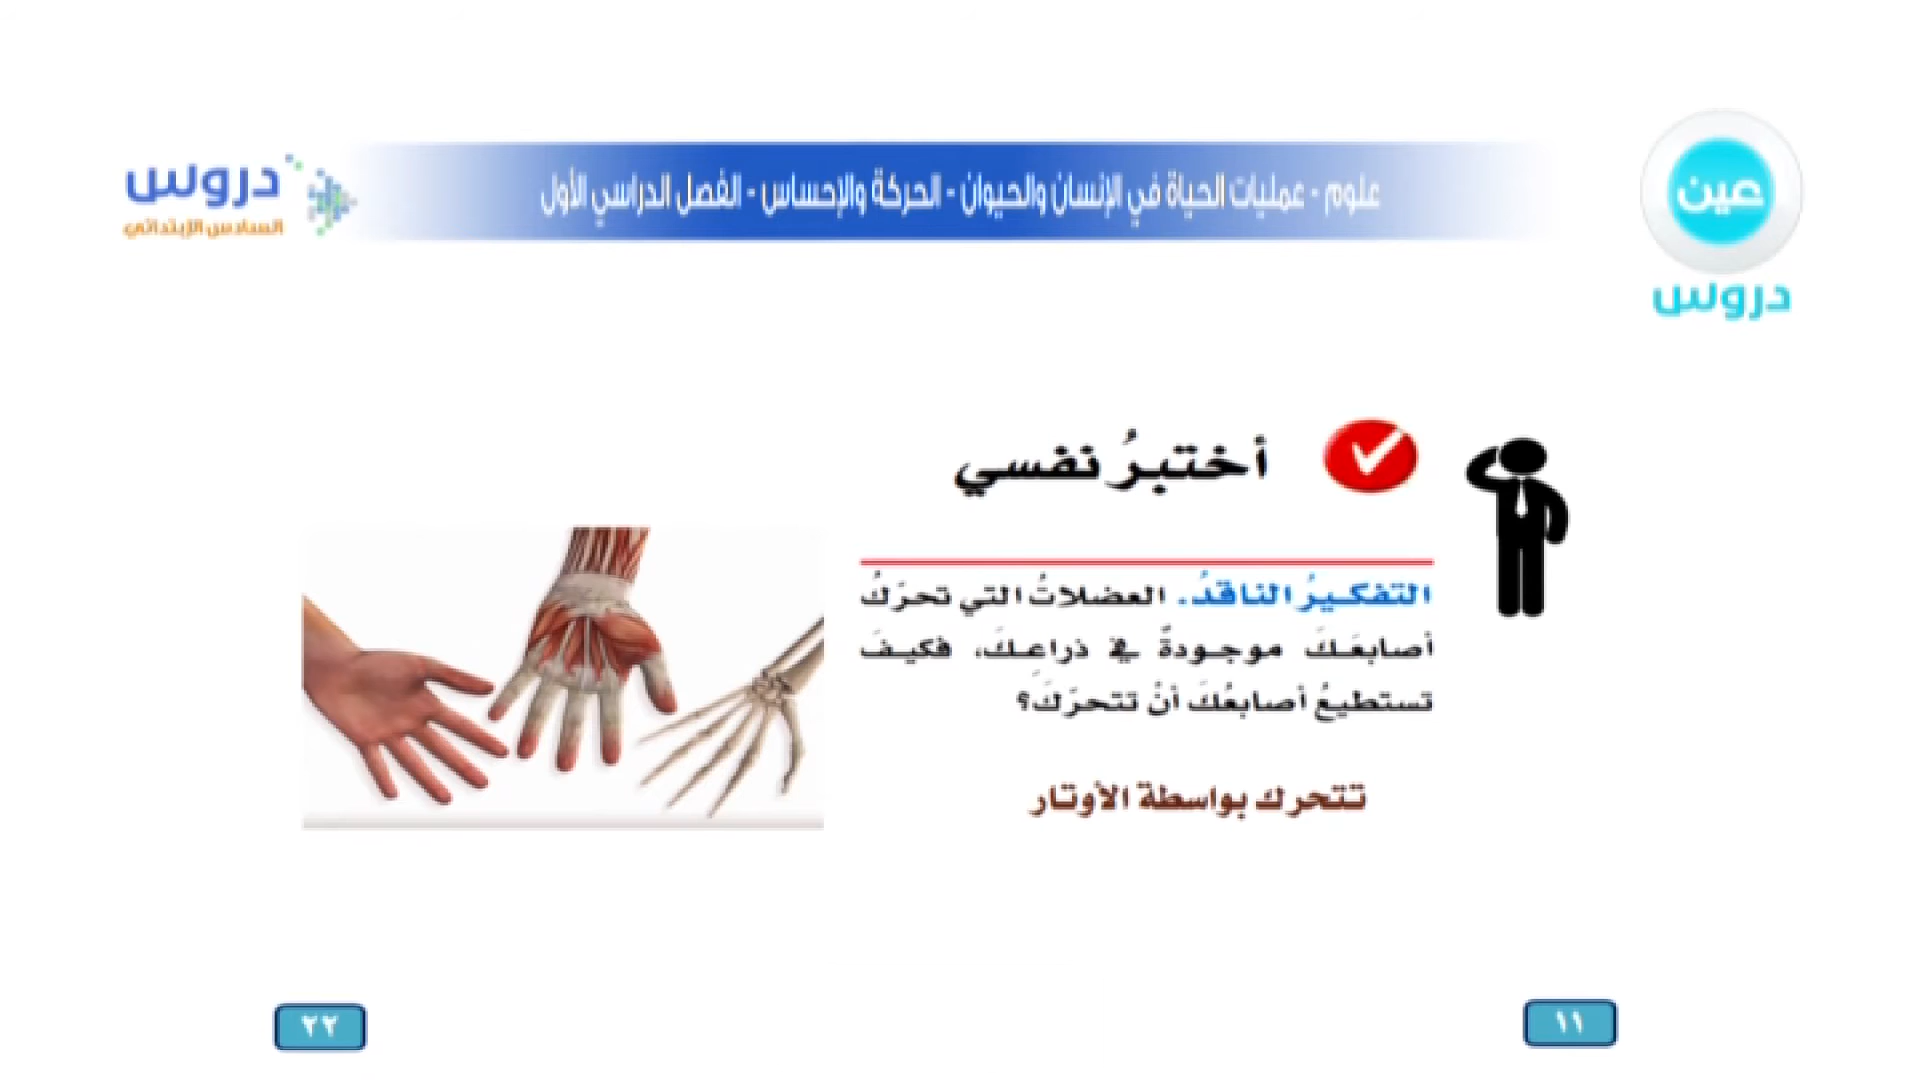 عين
دروس
علوم - عمليات الحياة في الإنسان والحيوان - الحركة والإحساس - الفصل الدراسي الأول
دروس
السادس الإبتدائي
أختبرُ نفسي
التفكيرُ الناقدُ. العضلاتُ التي تحرَكُ
أصابعَكَ موجودةٌ في ذراعِكَ، فكيفَ
تستطيعُ أصابعُكَ أنْ تتحرَكَ؟
تتحرك بواسطة الأوتار
١١
٢٢